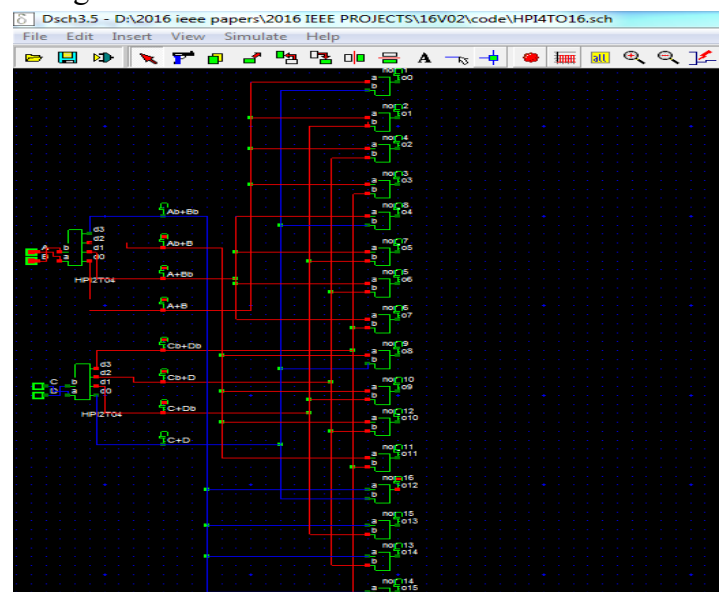 Dsch3.5 - D:\2016 ieee papers\2016 IEEE PROJECTS\16V02\code\HPI4TO16.sch
File Edit Insert View Simulate Help
A all
a b o0
nor2 a b o1
nor4 a b o2
nor3 a b o3
nor8 a b o4
nor7 a b o5
nor5 a b o6
nor6 a b o7
nor9 a b o8
nor10 a b o9
nor12 a b o10
nor11 a b o11
nor16 a b o12
nor15 a b o13
nor13 a b o14
nor14 a o15
Ab+Bb
Ab+B
A+Bb
A+B
Cb+Db
Cb+D
C+Db
C+D
A B b a d3 d2 d1 d0
HPI2TO4
C D b a d3 d2 d1 d0
HPI2TO4